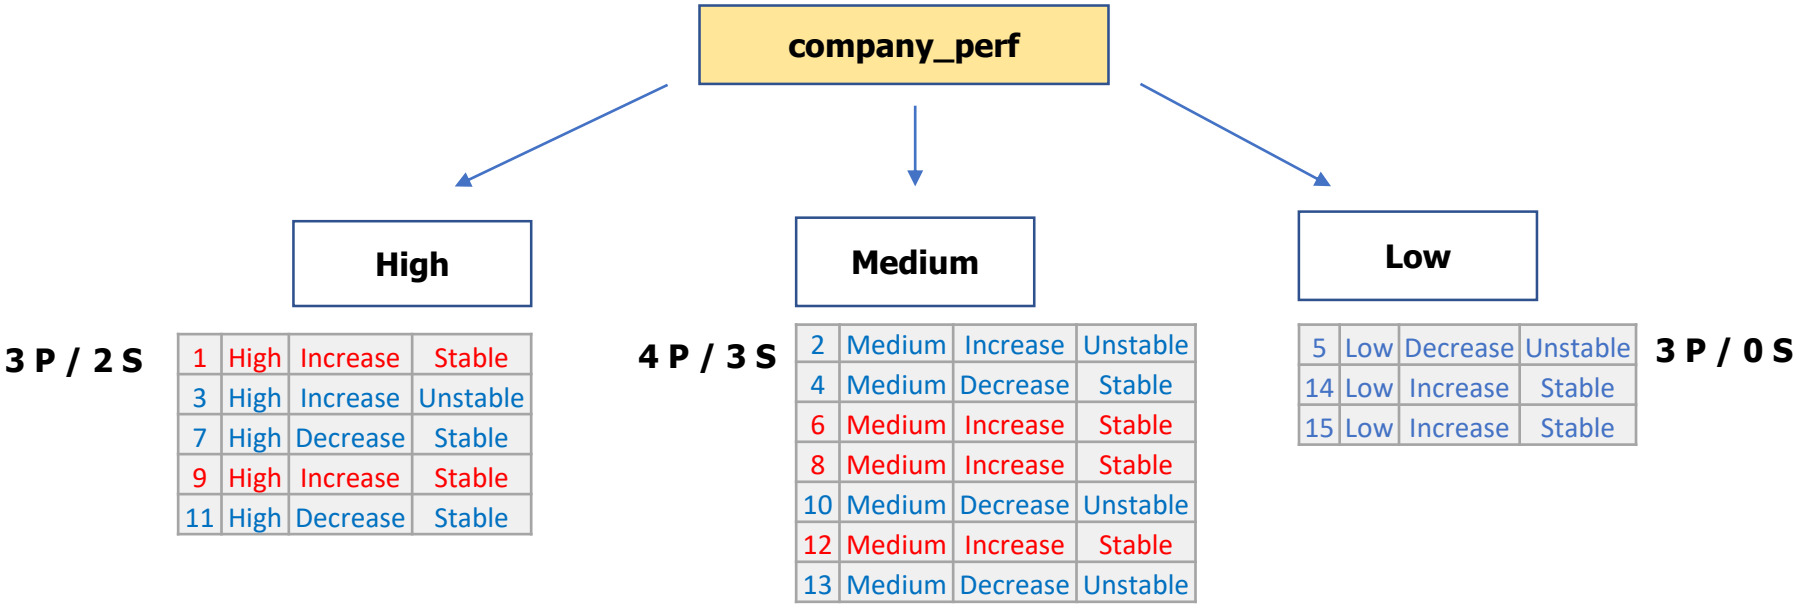 company_perf
High
Medium
Low
3 P / 2 S
1 High Increase Stable
3 High Increase Unstable
7 High Decrease Stable
9 High Increase Stable
11 High Decrease Stable
4 P / 3 S
2 Medium Increase Unstable
4 Medium Decrease Stable
6 Medium Increase Stable
8 Medium Increase Stable
10 Medium Decrease Unstable
12 Medium Increase Stable
13 Medium Decrease Unstable
5 Low Decrease Unstable
14 Low Increase Stable
15 Low Increase Stable
3 P / 0 S